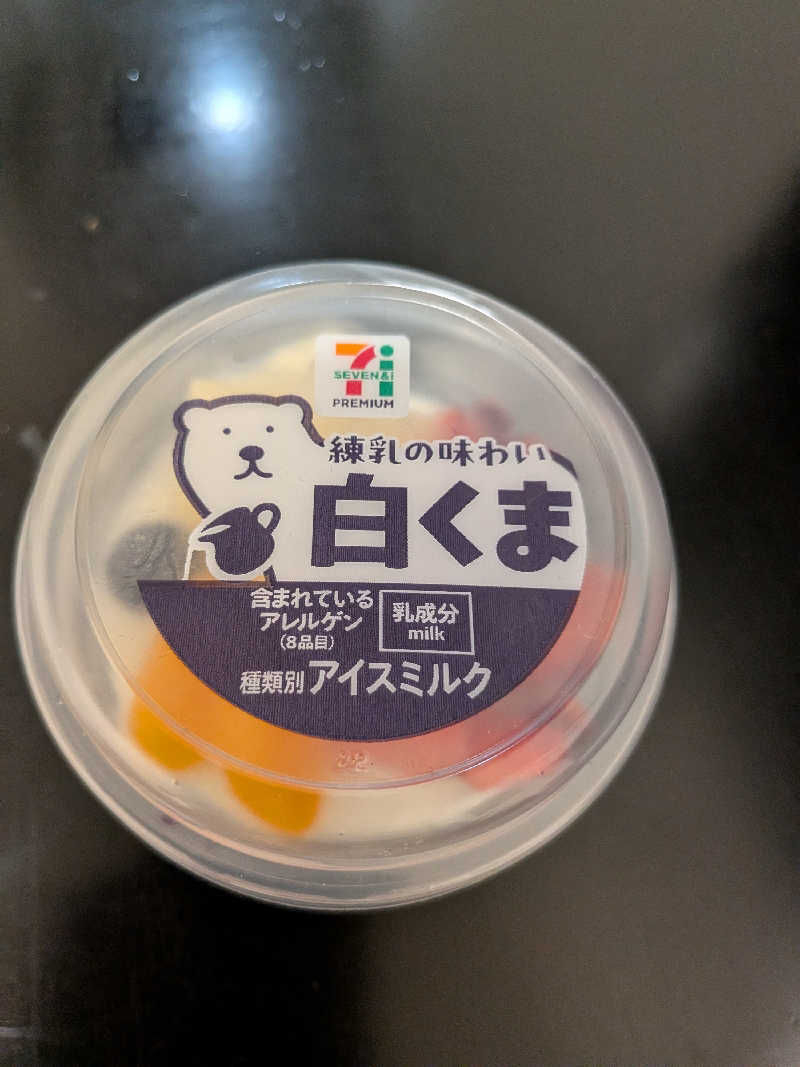 SEVEN&i
PREMIUM
練乳の味わい
白くま
含まれている
アレルゲン
(8品目)
乳成分
milk
種類別 アイスミルク